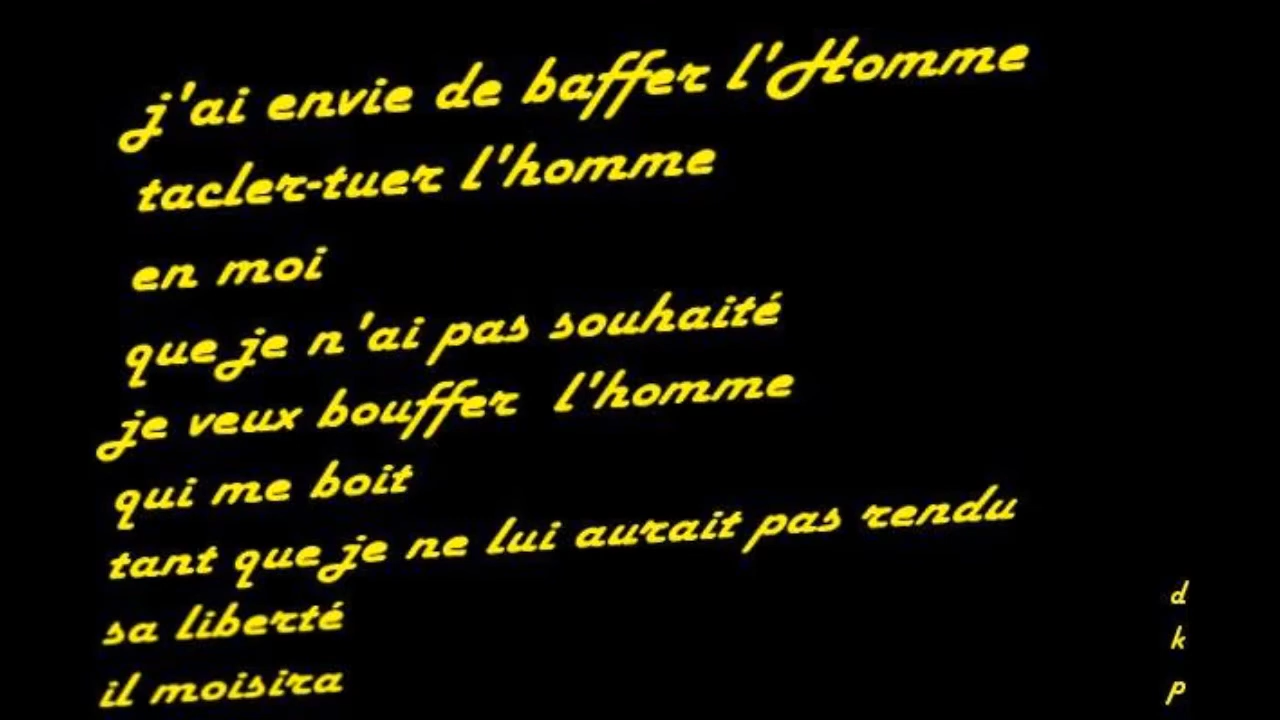 j'ai envie de baffer l'Homme
tacler-tuer l'homme
en moi
que je n'ai pas souhaité
je veux bouffer l'homme
qui me boit
tant que je ne lui aurait pas rendu
sa liberté
il moisira
d
k
p